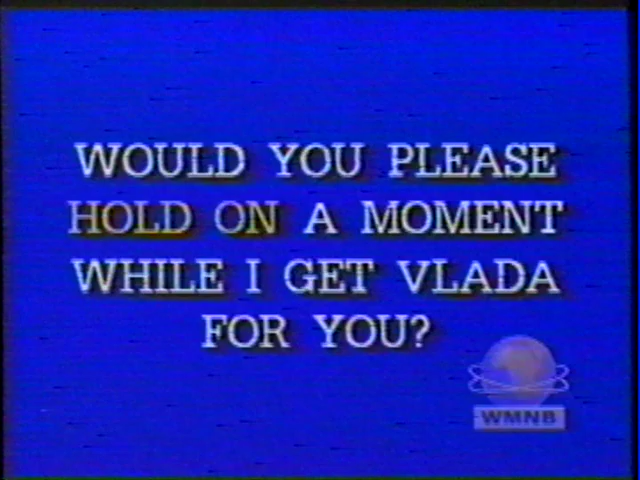 WOULD YOU PLEASE
HOLD ON A MOMENT
WHILE I GET VLADA
FOR YOU?
WMNB